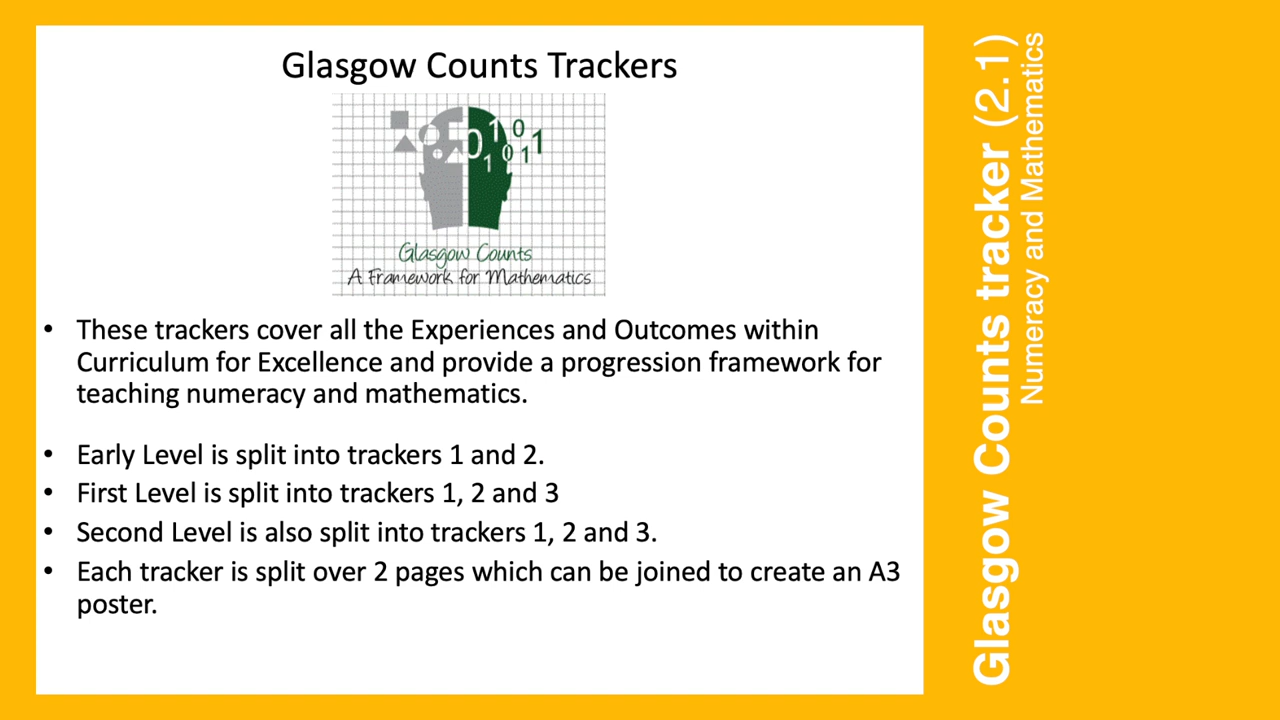 Glasgow Counts Trackers
0 1 0 1
1 0 1 1
Glasgow Counts
A Framework for Mathematics
• These trackers cover all the Experiences and Outcomes within
Curriculum for Excellence and provide a progression framework for
teaching numeracy and mathematics.
• Early Level is split into trackers 1 and 2.
• First Level is split into trackers 1, 2 and 3
• Second Level is also split into trackers 1, 2 and 3.
• Each tracker is split over 2 pages which can be joined to create an A3
poster.
Glasgow Counts tracker (2.1)
Numeracy and Mathematics